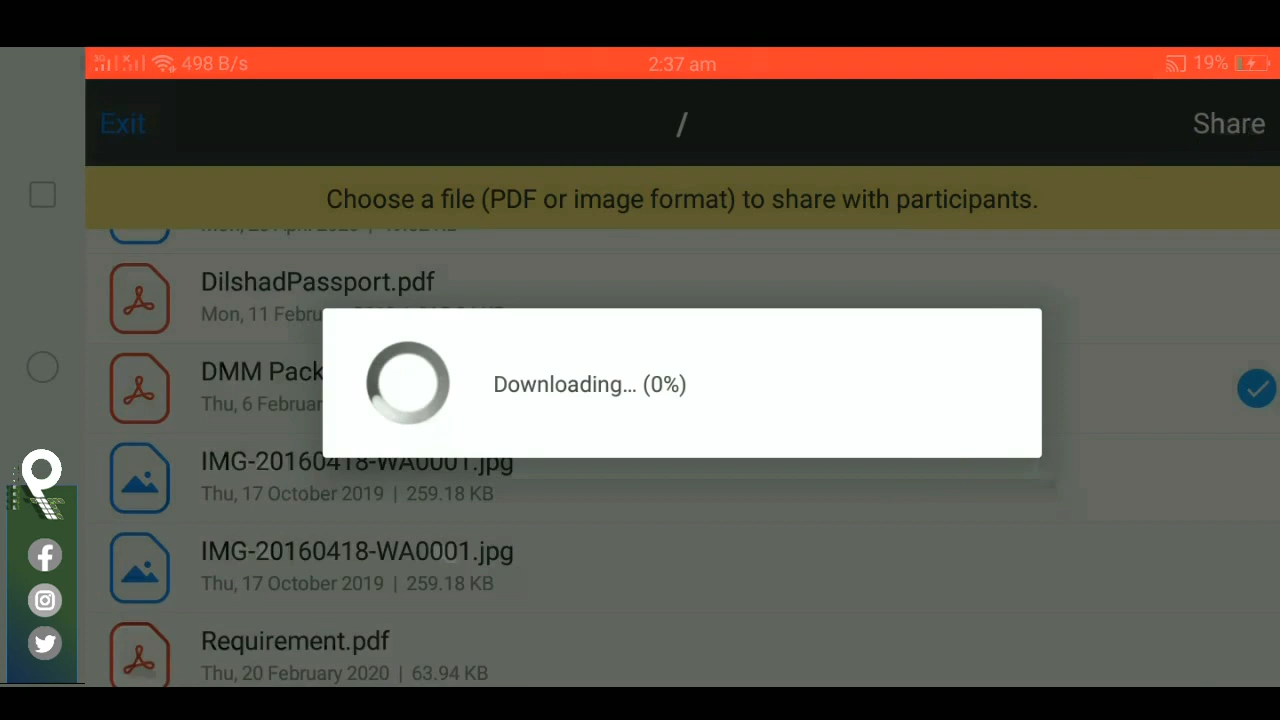 498 B/s 2:37 am 19%
Exit / Share
Choose a file (PDF or image format) to share with participants.
DilshadPassport.pdf
Mon, 11 Febru
DMM Pack
Thu, 6 Februar
Downloading... (0%)
IMG-20160418-WA0001.jpg
Thu, 17 October 2019 | 259.18 KB
IMG-20160418-WA0001.jpg
Thu, 17 October 2019 | 259.18 KB
Requirement.pdf
Thu, 20 February 2020 | 63.94 KB